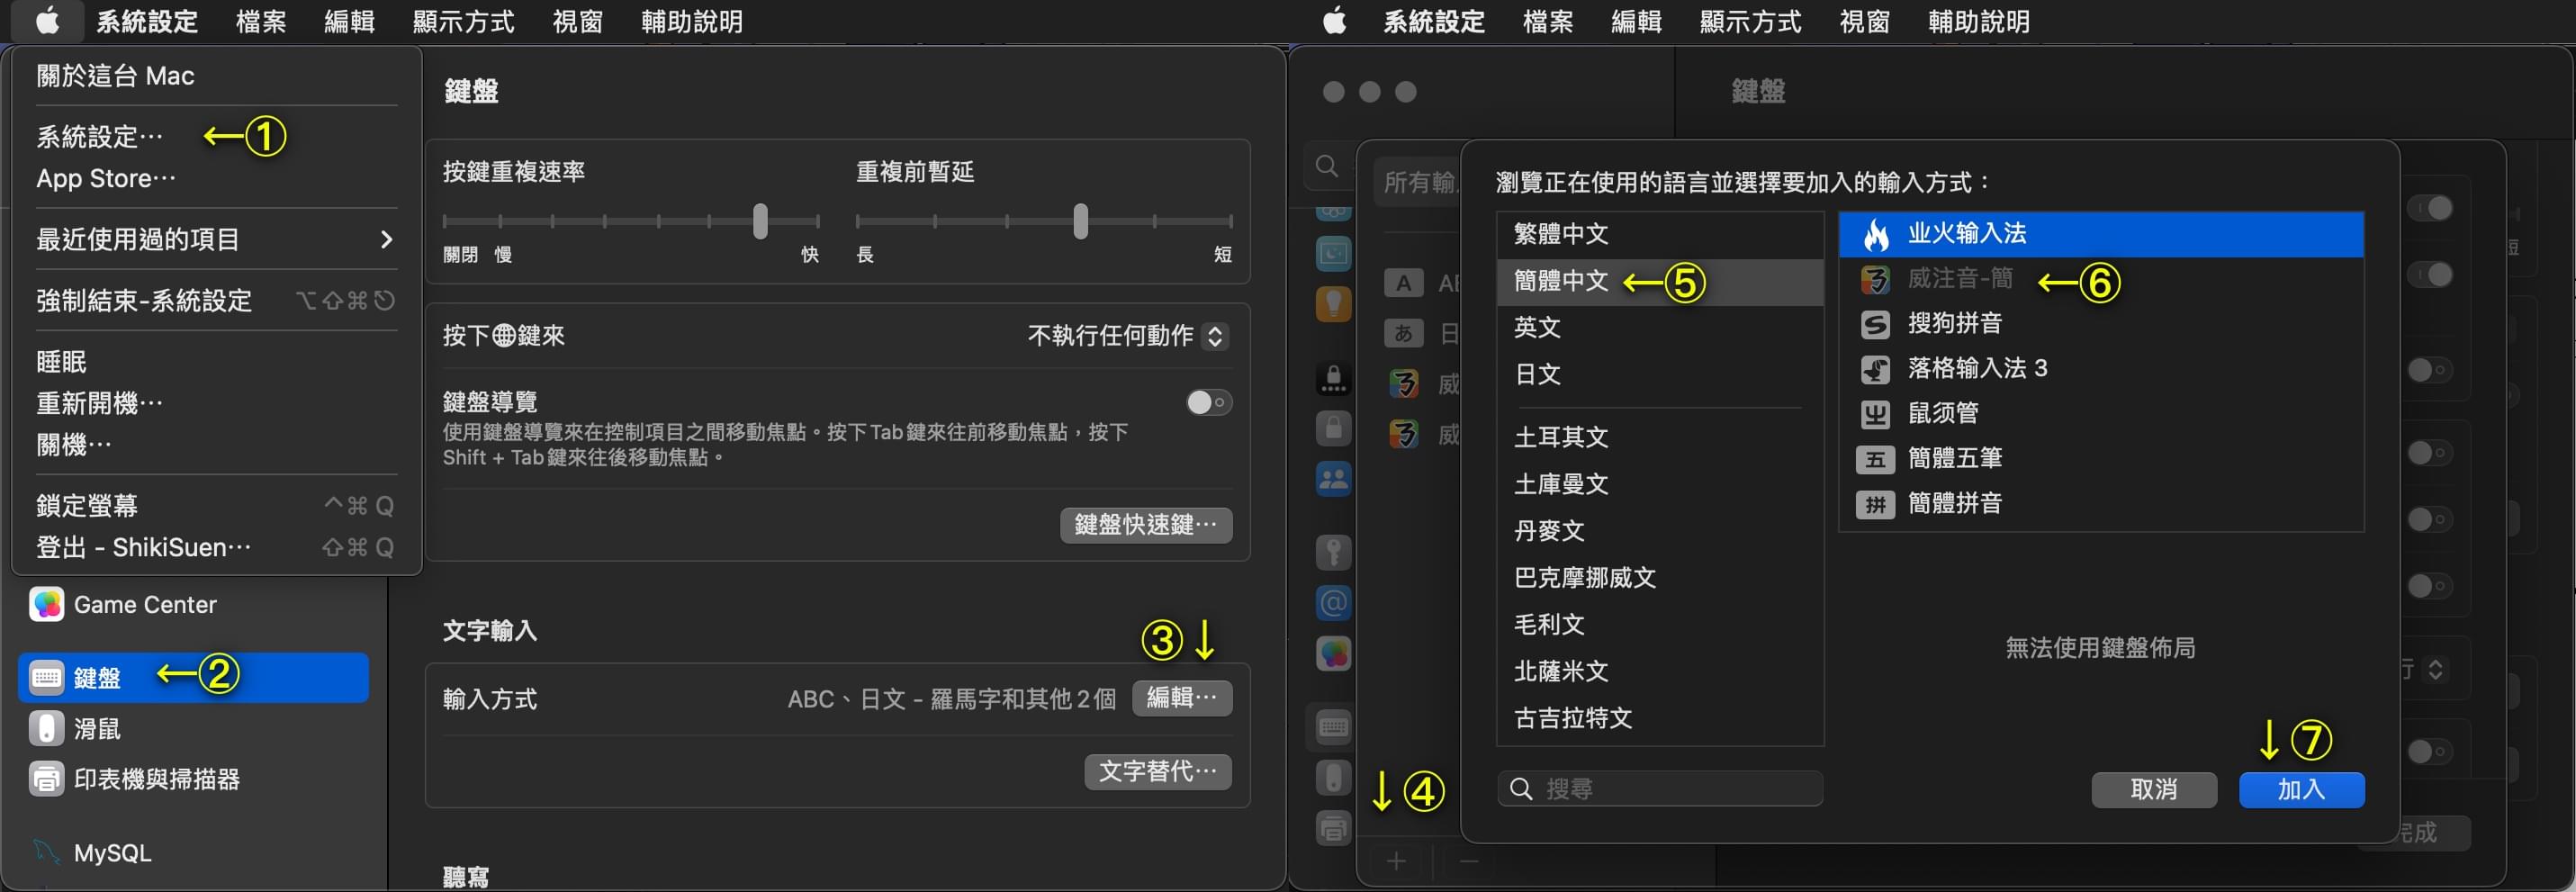 系統設定 檔案 編輯 顯示方式 視窗 輔助說明
關於這台 Mac
系統設定⋯ ←①
App Store⋯
最近使用過的項目
強制結束-系統設定 ⌥⇧⌘⎋
睡眠
重新開機⋯
關機⋯
鎖定螢幕 ^⌘Q
登出 - ShikiSuen⋯ ⇧⌘Q
Game Center
鍵盤 ←②
滑鼠
印表機與掃描器
MySQL
鍵盤
按鍵重複速率 重複前暫延
關閉 慢 快 長 短
按下🌐鍵來 不執行任何動作
鍵盤導覽
使用鍵盤導覽來在控制項目之間移動焦點。按下 Tab 鍵來往前移動焦點，按下
Shift + Tab 鍵來往後移動焦點。
鍵盤快速鍵⋯
文字輸入 ③↓
輸入方式 ABC、日文 - 羅馬字和其他 2 個 編輯⋯
文字替代⋯
聽寫
系統設定 檔案 編輯 顯示方式 視窗 輔助說明
鍵盤
所有輸
A
あ 日
威
威
↓④
瀏覽正在使用的語言並選擇要加入的輸入方式：
繁體中文
簡體中文 ←⑤
英文
日文
土耳其文
土庫曼文
丹麥文
巴克摩挪威文
毛利文
北薩米文
古吉拉特文
搜尋
业火输入法
威注音-簡 ←⑥
搜狗拼音
落格输入法 3
鼠须管
五 簡體五筆
拼 簡體拼音
無法使用鍵盤佈局
↓⑦
取消 加入
完成